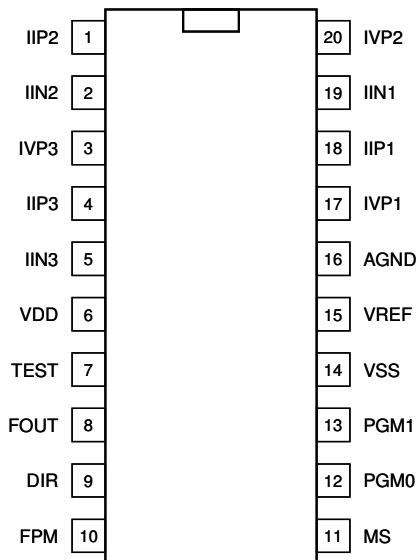 IIP2 1 20 IVP2
IIN2 2 19 IIN1
IVP3 3 18 IIP1
IIP3 4 17 IVP1
IIN3 5 16 AGND
VDD 6 15 VREF
TEST 7 14 VSS
FOUT 8 13 PGM1
DIR 9 12 PGM0
FPM 10 11 MS